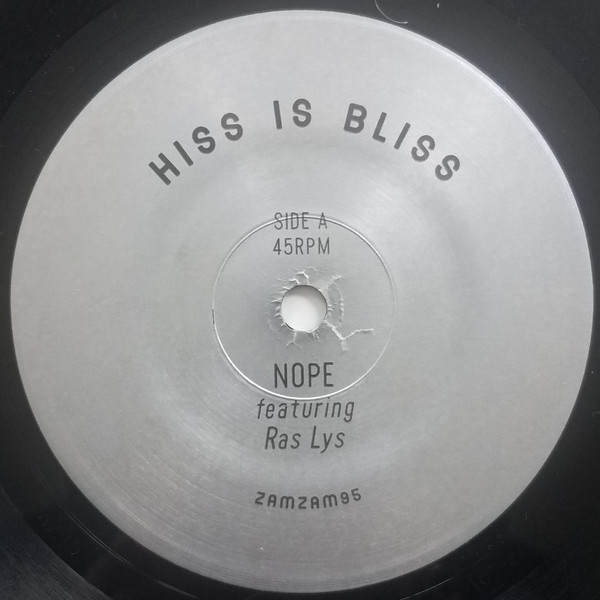 HISS IS BLISS
SIDE A
45RPM
NOPE
featuring
Ras Lys
ZAMZAM95